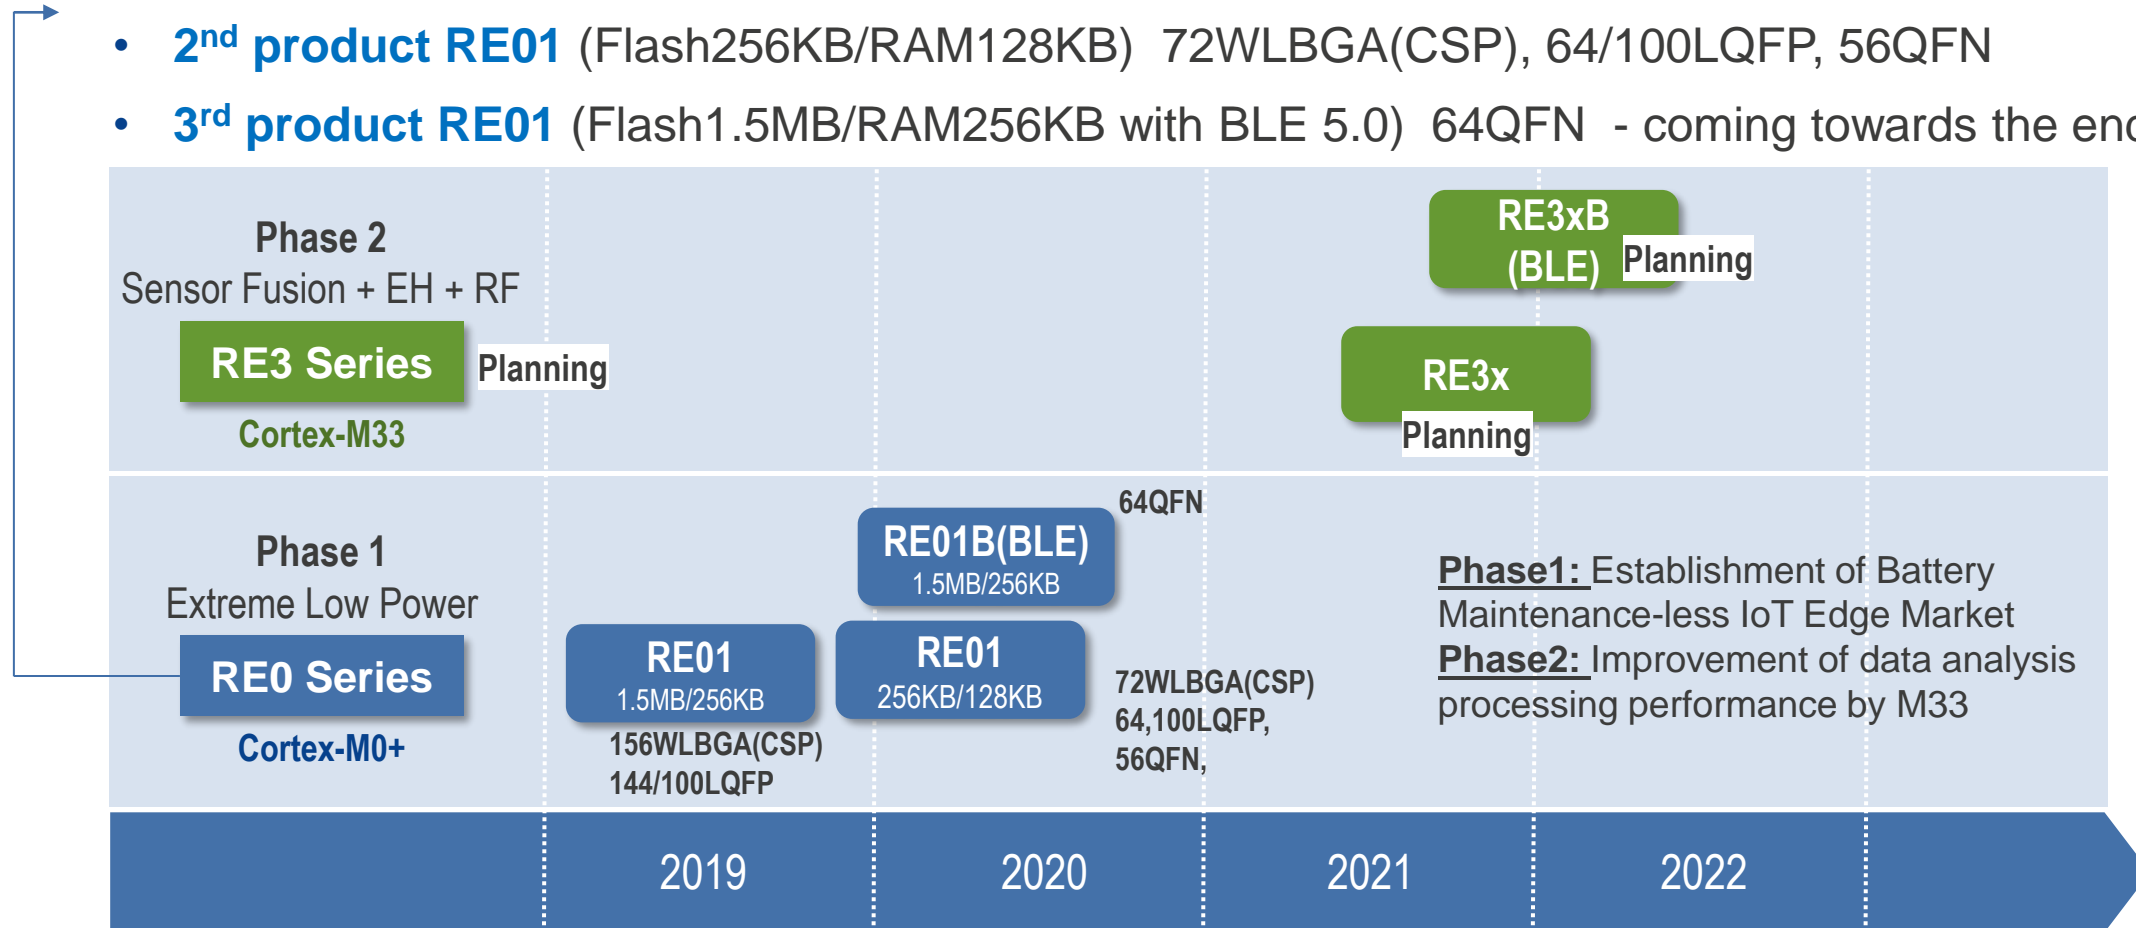 • 2nd product RE01 (Flash256KB/RAM128KB) 72WLBGA(CSP), 64/100LQFP, 56QFN
• 3rd product RE01 (Flash1.5MB/RAM256KB with BLE 5.0) 64QFN - coming towards the
Phase 2
Sensor Fusion + EH + RF
RE3 Series
Planning
Cortex-M33
RE3xB
(BLE)
Planning
RE3x
Planning
Phase 1
Extreme Low Power
RE0 Series
Cortex-M0+
RE01
1.5MB/256KB
156WLBGA(CSP)
144/100LQFP
RE01B(BLE)
1.5MB/256KB
64QFN
RE01
256KB/128KB
72WLBGA(CSP)
64,100LQFP,
56QFN,
Phase1: Establishment of Battery
Maintenance-less IoT Edge Market
Phase2: Improvement of data analysis
processing performance by M33
2019
2020
2021
2022